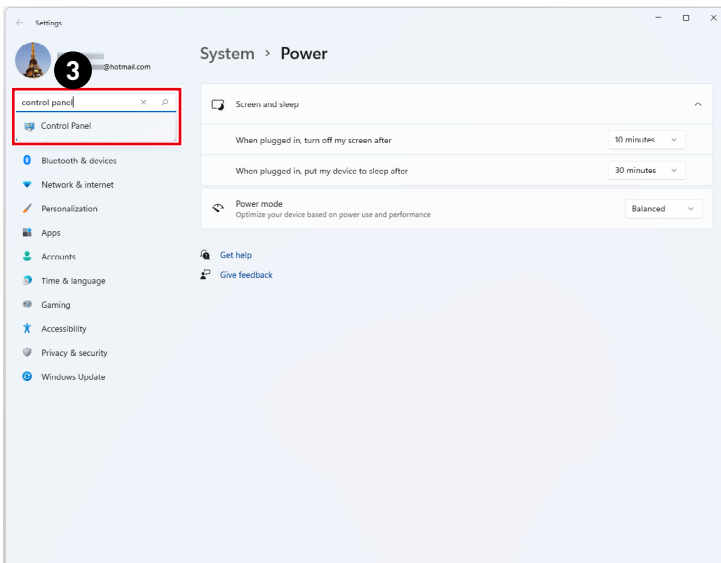 Settings
System > Power
3
@hotmail.com
control panel
Control Panel
Bluetooth & devices
Network & internet
Personalization
Apps
Accounts
Time & language
Gaming
Accessibility
Privacy & security
Windows Update
Screen and sleep
When plugged in, turn off my screen after
10 minutes
When plugged in, put my device to sleep after
30 minutes
Power mode
Optimize your device based on power use and performance
Balanced
Get help
Give feedback